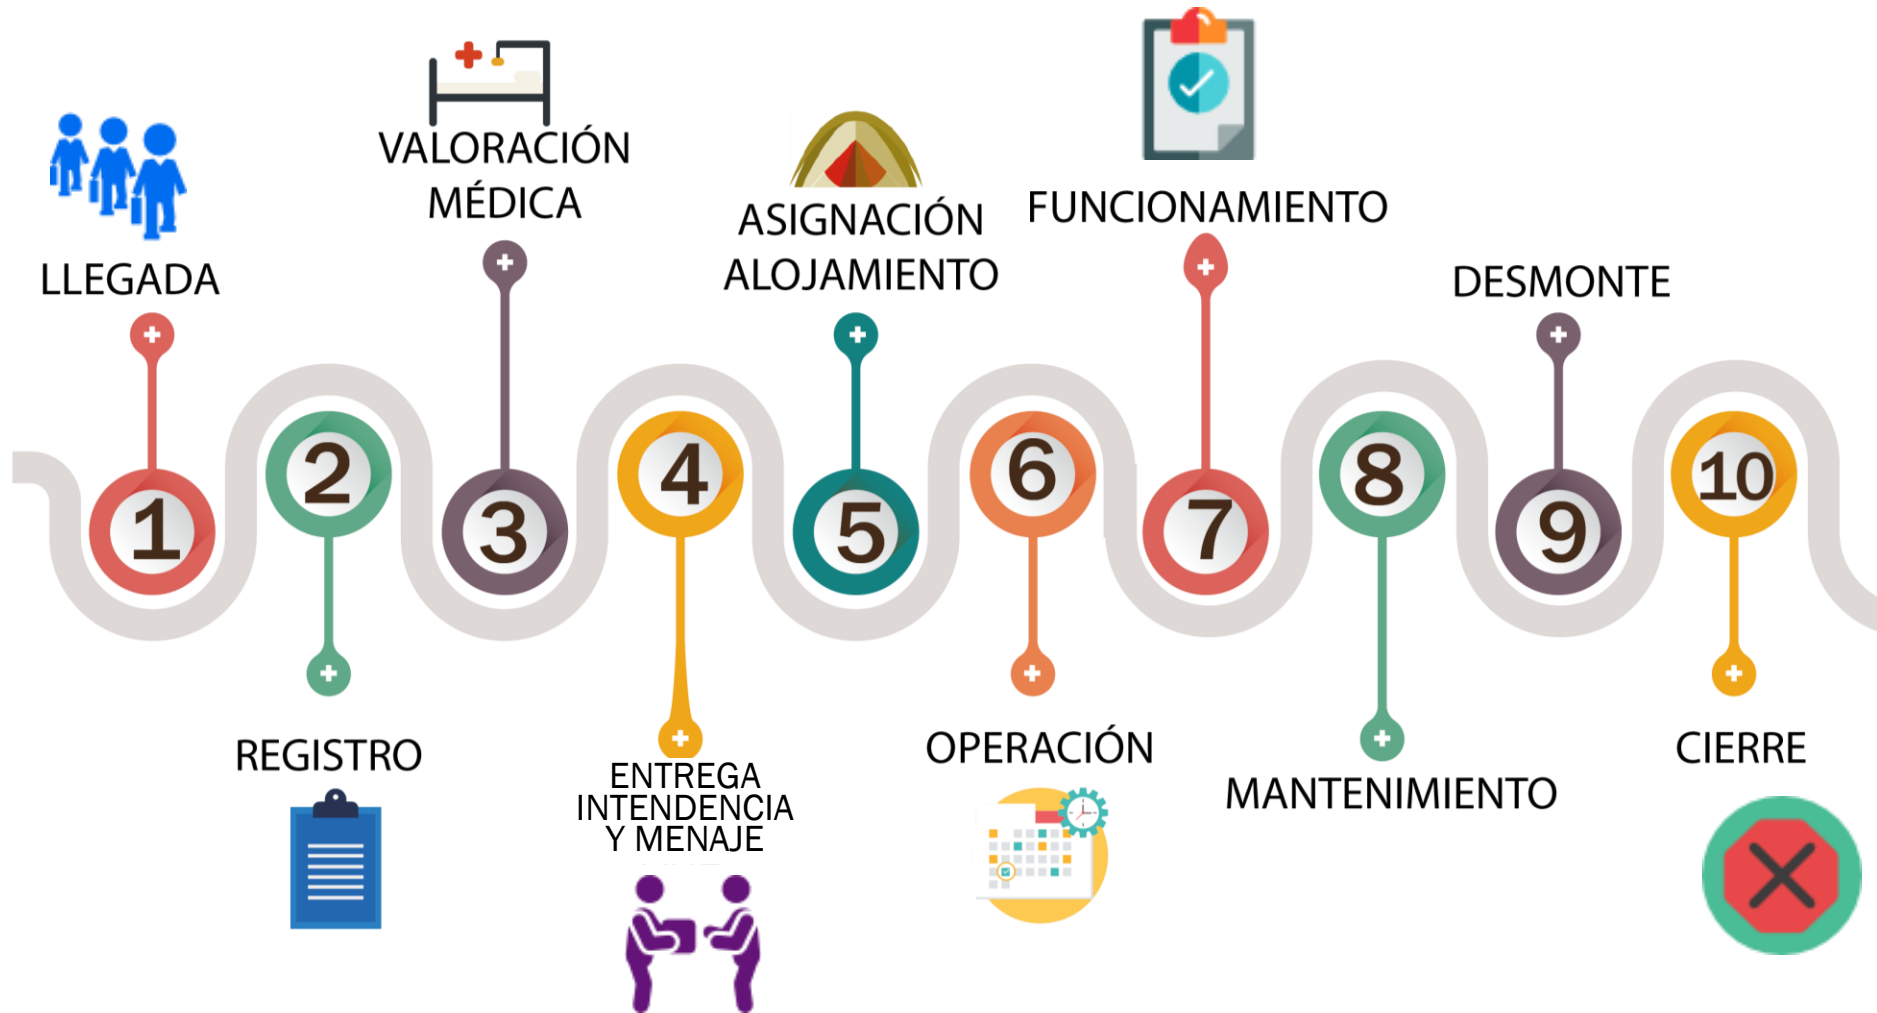 LLEGADA
1
2
REGISTRO
VALORACIÓN
MÉDICA
3
4
ENTREGA
INTENDENCIA
Y MENAJE
ASIGNACIÓN
ALOJAMIENTO
5
6
OPERACIÓN
FUNCIONAMIENTO
7
8
MANTENIMIENTO
DESMONTE
9
10
CIERRE